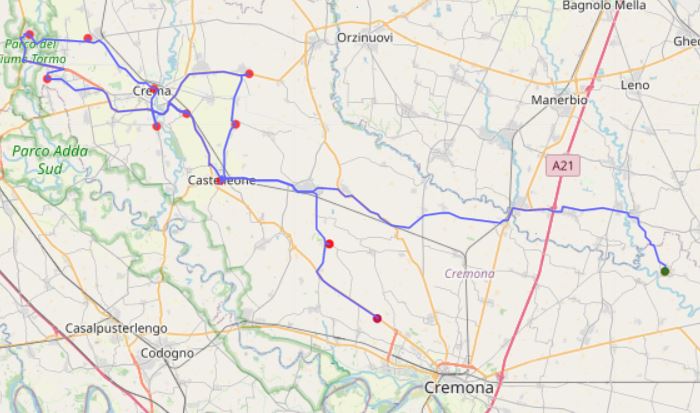 Bagnolo Mella
Orzinuovi
Ghed
Parco del
Fiume Tormo
Leno
Crema
Manerbio
Parco Adda
Sud
A21
Castelleone
Cremona
Casalpusterlengo
Codogno
Cremona